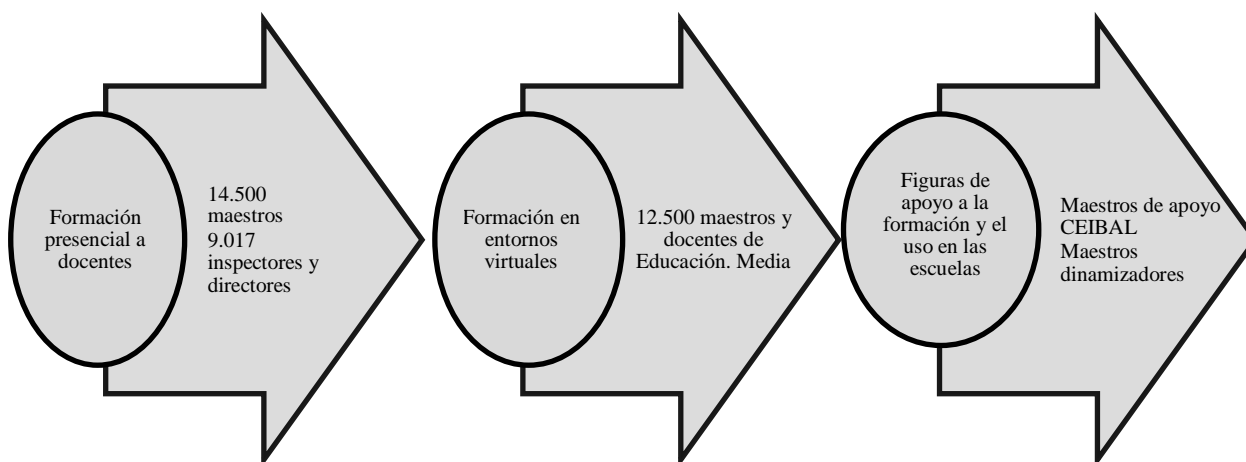 Formación
presencial a
docentes
14.500
maestros
9.017
inspectores y
directores
Formación en
entornos
virtuales
12.500 maestros y
docentes de
Educación. Media
Figuras de
apoyo a la
formación y el
uso en las
escuelas
Maestros de apoyo
CEIBAL
Maestros
dinamizadores